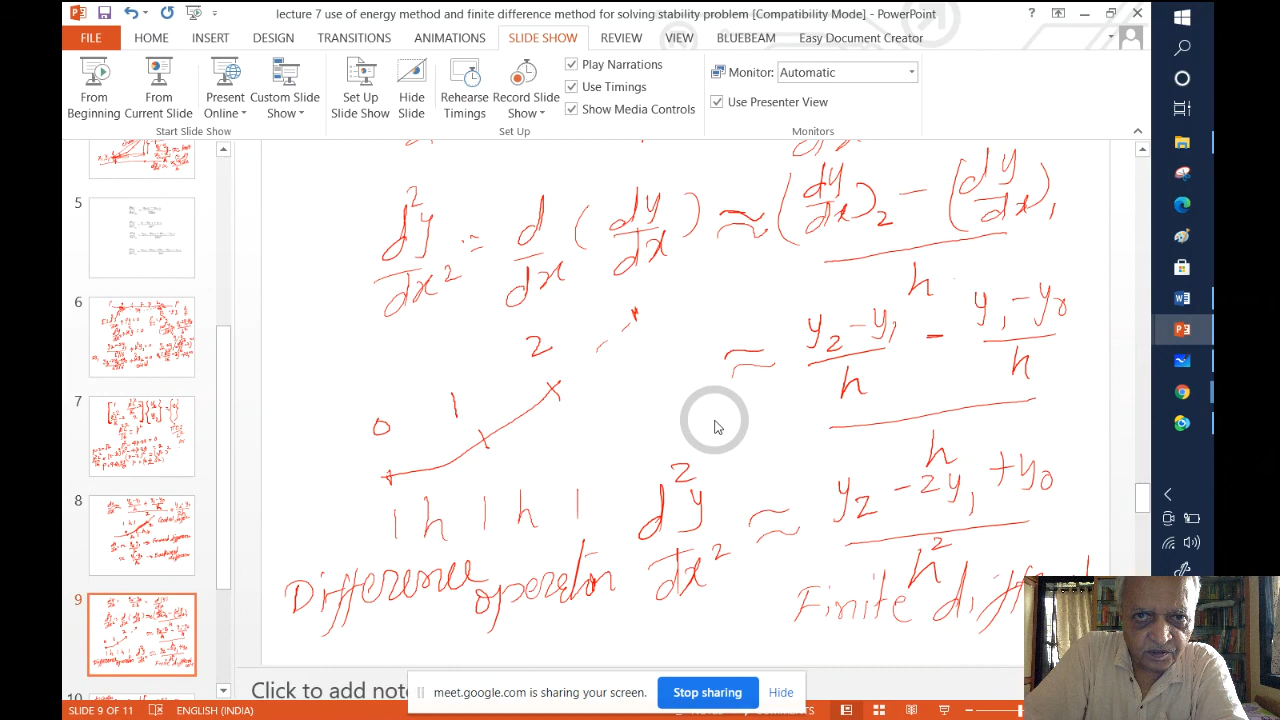 lecture 7 use of energy method and finite difference method for solving stability problem [Compatibility Mode] - PowerPoint
FILE HOME INSERT DESIGN TRANSITIONS ANIMATIONS SLIDE SHOW REVIEW VIEW BLUEBEAM Easy Document Creator
From Beginning
From Current Slide
Present Online
Custom Slide Show
Set Up Slide Show
Hide Slide
Rehearse Timings
Record Slide Show
Play Narrations
Use Timings
Show Media Controls
Monitor: Automatic
Use Presenter View
Start Slide Show
Set Up
Monitors
5
6
7
8
9
10
d²y/dx² = d/dx (dy/dx) ≈ ((dy/dx)₂ - (dy/dx)₁)/h
≈ ((y₂-y₁)/h - (y₁-y₀)/h)/h
0 1 2
|h|h|
d²y/dx² ≈ (y₂ - 2y₁ + y₀)/h²
Difference operation
Finite
Click to add
meet.google.com is sharing your screen. Stop sharing Hide
SLIDE 9 OF 11 ENGLISH (INDIA)